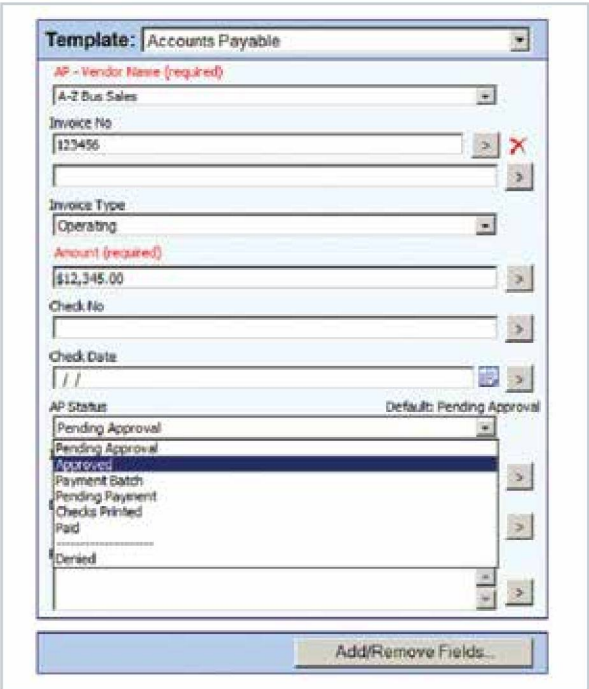 Template: Accounts Payable
AP - Vendor Name (required)
A-Z Bus Sales
Invoice No
123456 >
>
Invoice Type
Operating
Amount (required)
$12,345.00 >
Check No
>
Check Date
/ / >
AP Status Default: Pending Approval
Pending Approval
Pending Approval
Approved
Payment Batch >
Pending Payment
Checks Printed
Paid >
----------------------
Denied
>
Add/Remove Fields...